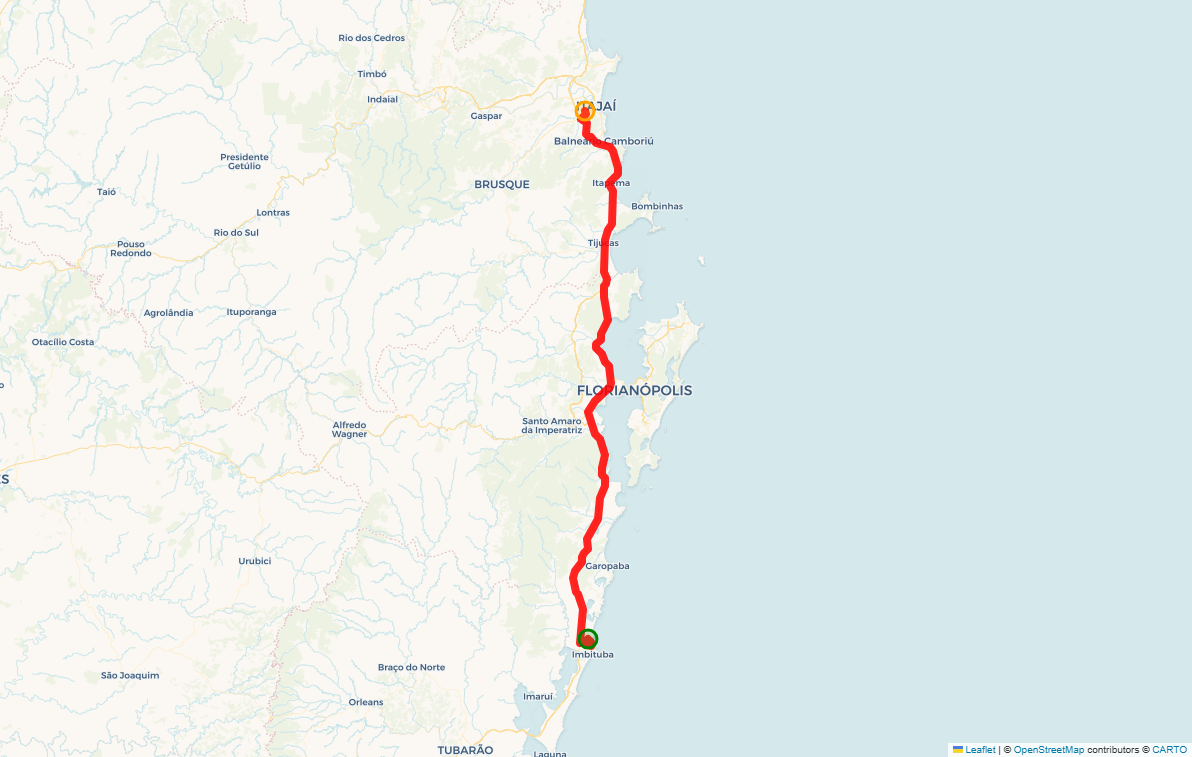 Rio dos Cedros
Timbó
Indaial
ITAJAÍ
Gaspar
Balneário Camboriú
Presidente
Getúlio
Itapema
BRUSQUE
Taió
Bombinhas
Lontras
Rio do Sul
Pouso
Redondo
Tijucas
Agrolândia
Ituporanga
Otacílio Costa
o
FLORIANÓPOLIS
Alfredo
Wagner
Santo Amaro
da Imperatriz
ES
Urubici
Garopaba
Imbituba
Braço do Norte
São Joaquim
Imaruí
Orleans
TUBARÃO
Laguna
Leaflet | © OpenStreetMap contributors © CARTO